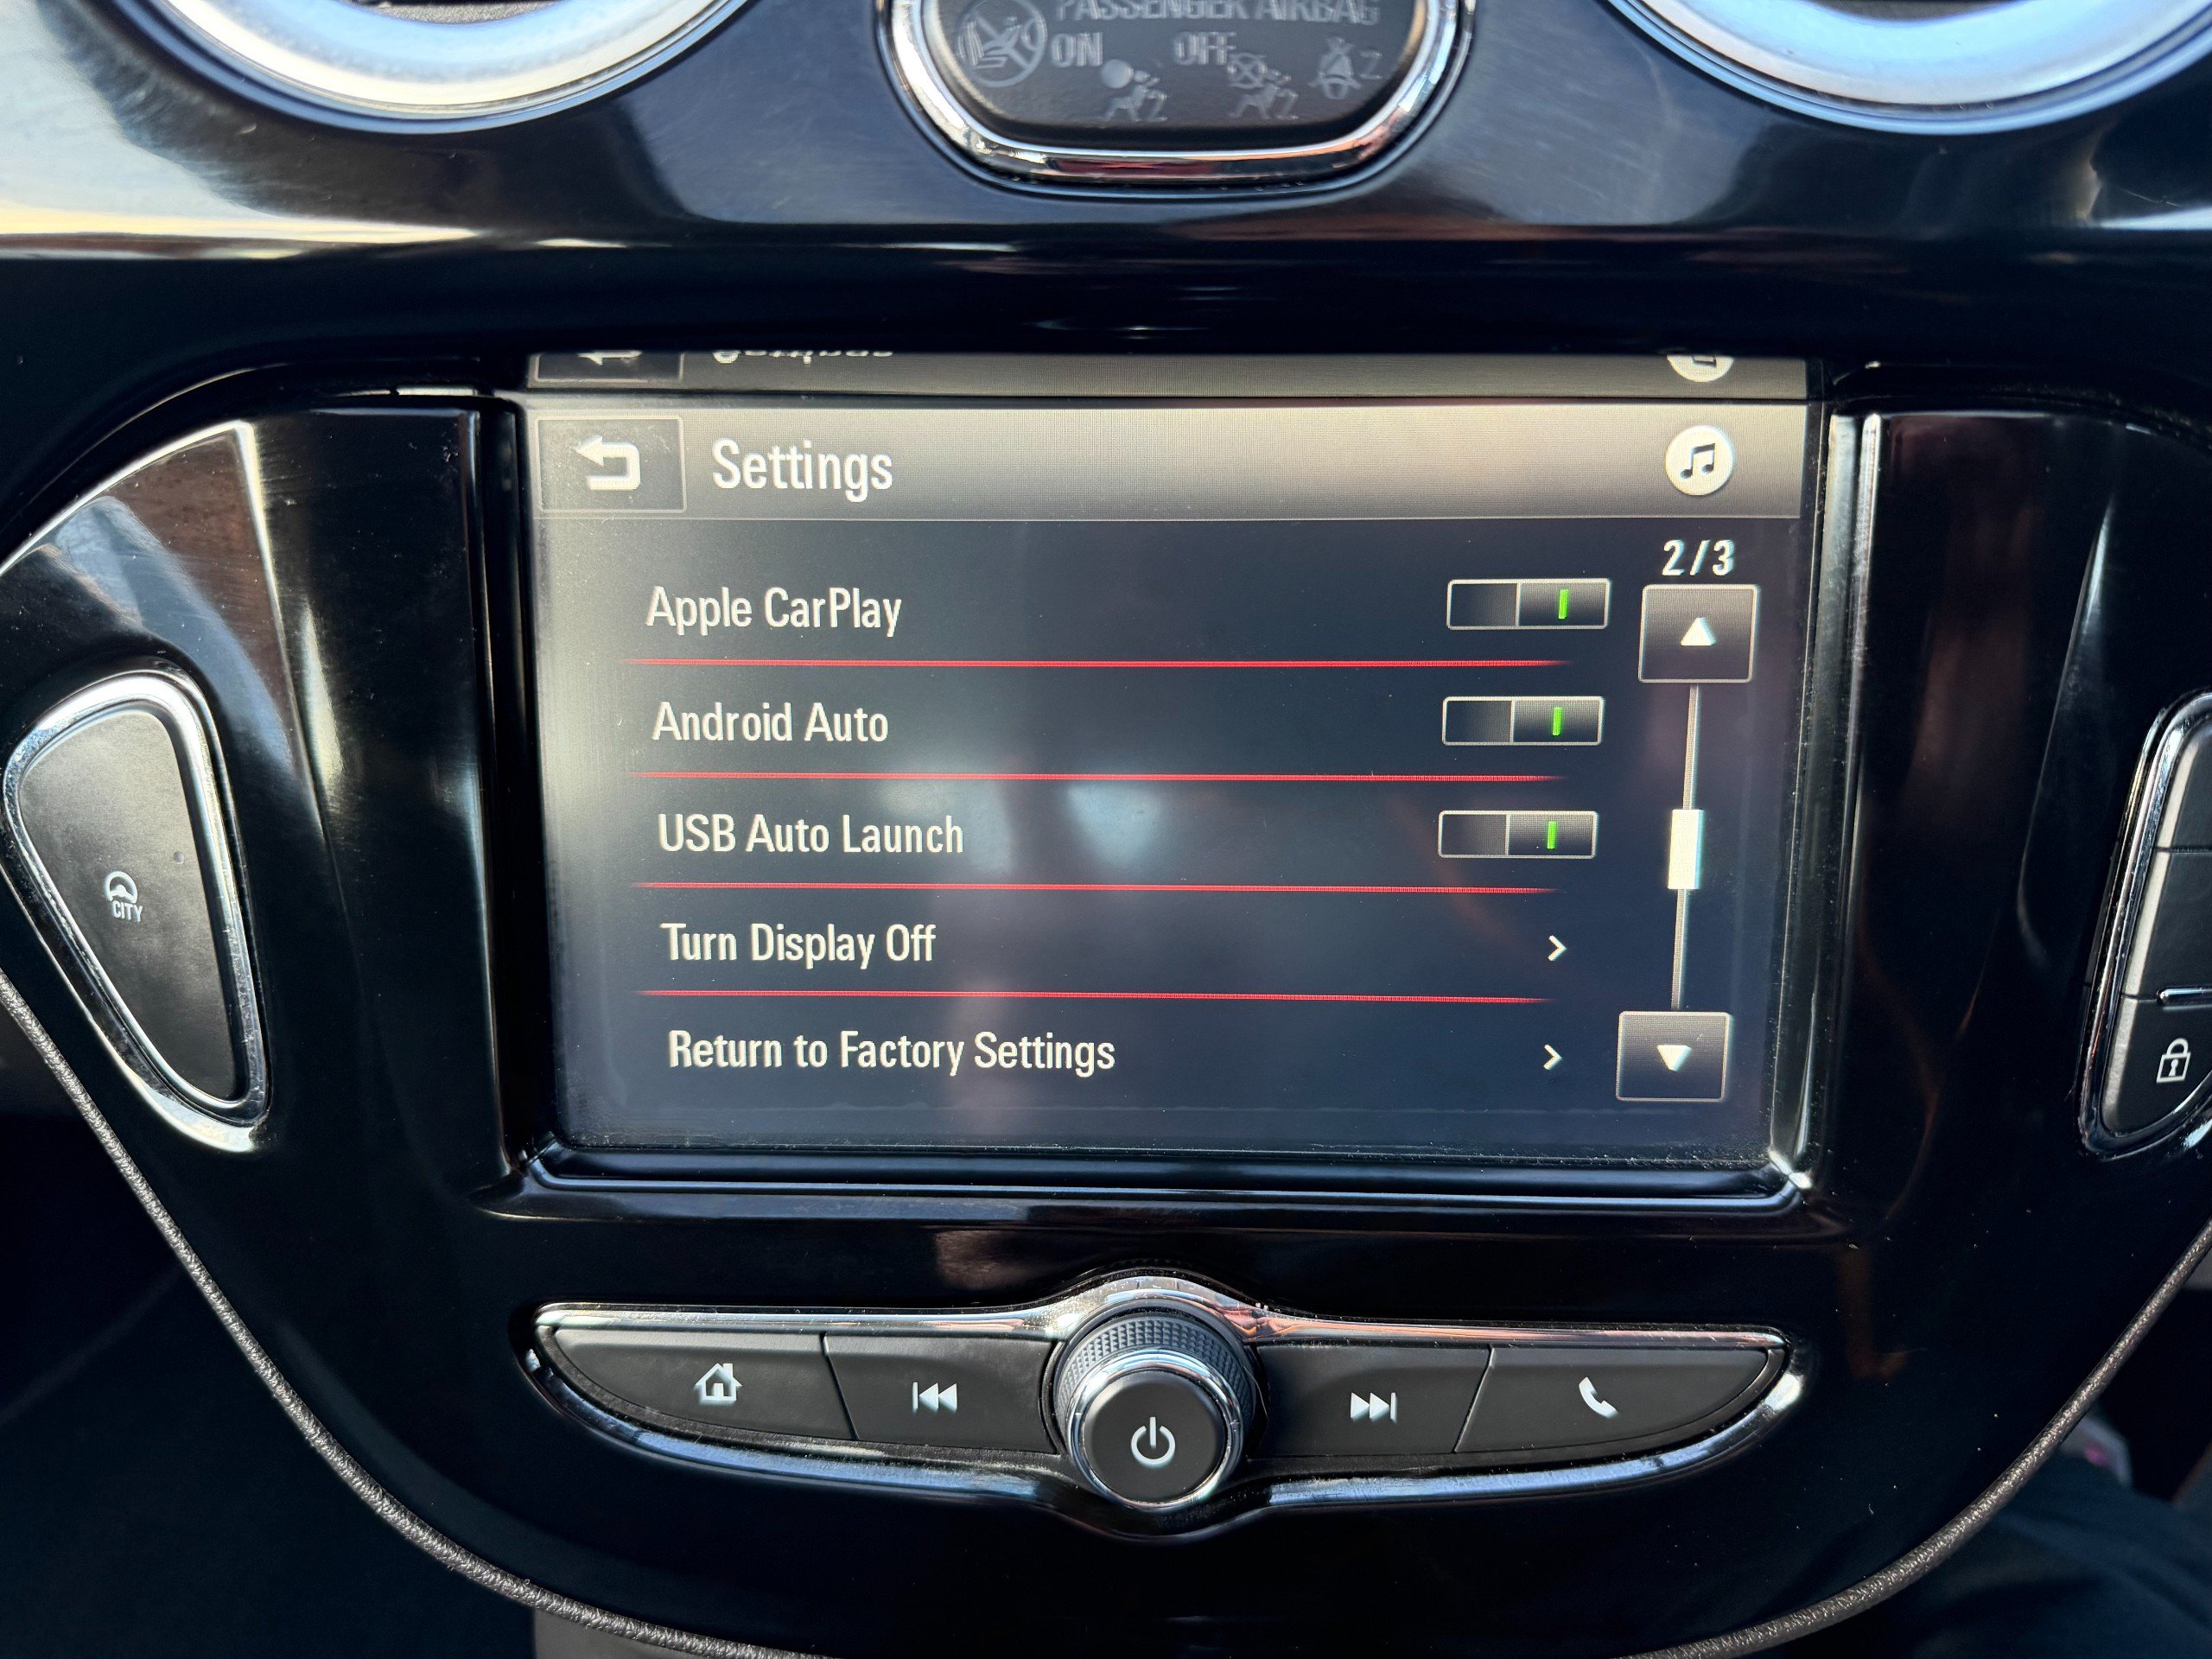 PASSENGER AIRBAG
ON OFF
Settings
2/3
Apple CarPlay
Android Auto
USB Auto Launch
Turn Display Off
Return to Factory Settings
CITY